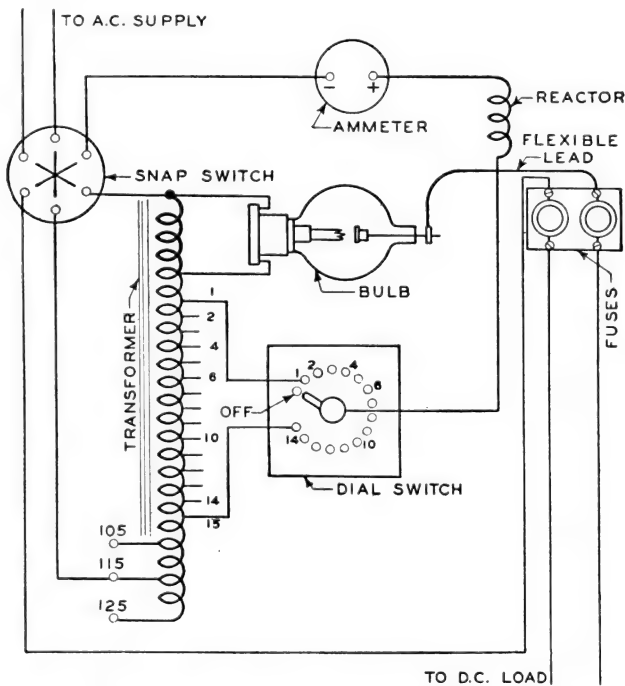 TO A.C. SUPPLY
- +
AMMETER
REACTOR
FLEXIBLE
LEAD
SNAP SWITCH
BULB
FUSES
TRANSFORMER
1
2
4
6
10
14
15
1
2
4
6
OFF
14
10
DIAL SWITCH
105
115
125
TO D.C. LOAD